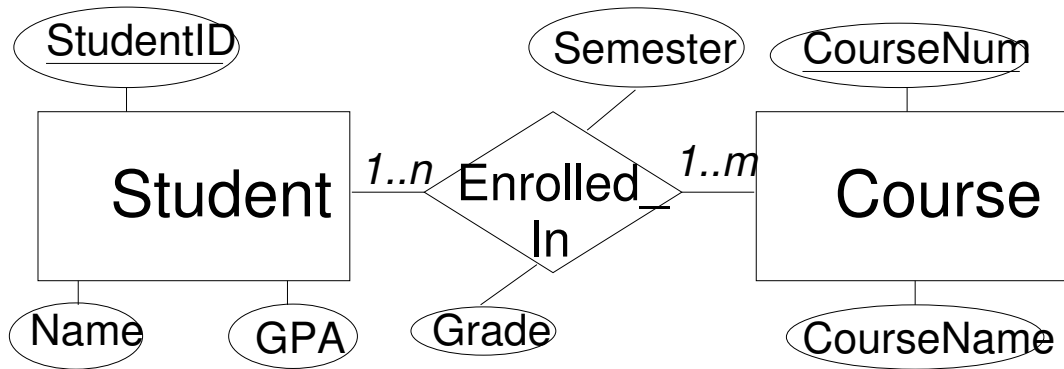 StudentID
Semester
CourseNum
Student
1..n
Enrolled_
In
1..m
Course
Name
GPA
Grade
CourseName